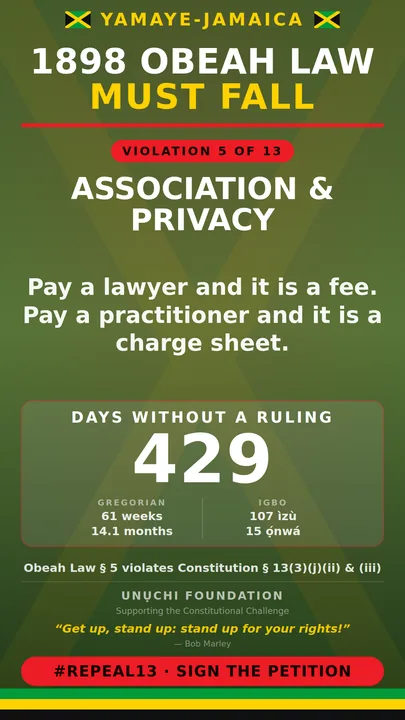 YAMAYE-JAMAICA
1898 OBEAH LAW
MUST FALL
VIOLATION 5 OF 13
ASSOCIATION &
PRIVACY
Pay a lawyer and it is a fee.
Pay a practitioner and it is a
charge sheet.
DAYS WITHOUT A RULING
429
GREGORIAN
61 weeks
14.1 months
IGBO
107 ìzù
15 ọ́nwá
Obeah Law § 5 violates Constitution § 13(3)(j)(ii) & (iii)
UNỤCHI FOUNDATION
Supporting the Constitutional Challenge
“Get up, stand up: stand up for your rights!”
— Bob Marley
#REPEAL13 · SIGN THE PETITION